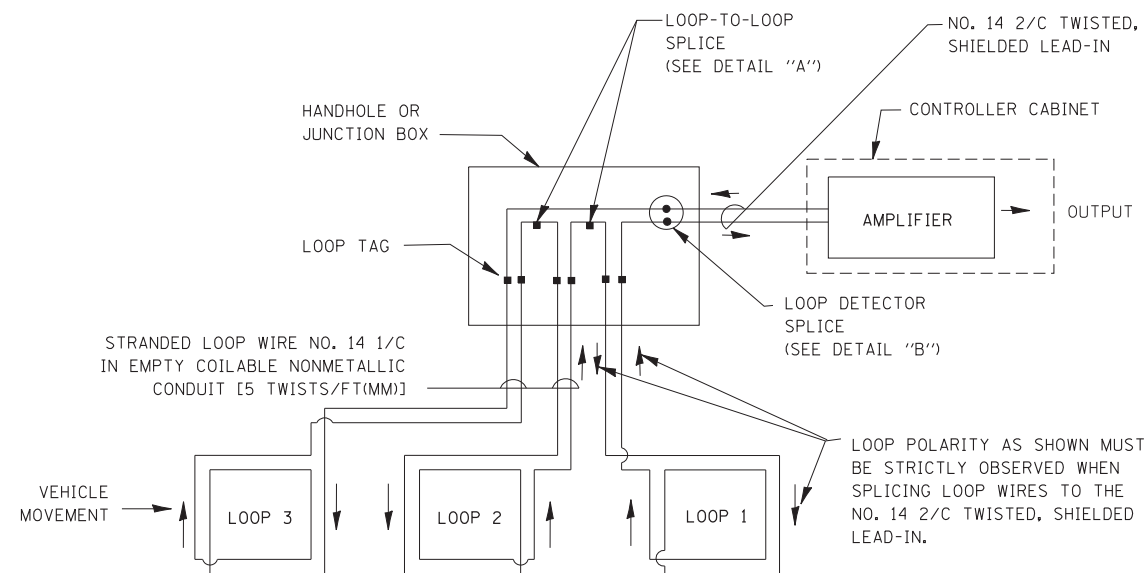 LOOP-TO-LOOP
SPLICE
(SEE DETAIL "A")
NO. 14 2/C TWISTED,
SHIELDED LEAD-IN
HANDHOLE OR
JUNCTION BOX
CONTROLLER CABINET
AMPLIFIER
OUTPUT
LOOP TAG
LOOP DETECTOR
SPLICE
(SEE DETAIL "B")
STRANDED LOOP WIRE NO. 14 1/C
IN EMPTY COILABLE NONMETALLIC
CONDUIT [5 TWISTS/FT(MM)]
LOOP POLARITY AS SHOWN MUST
BE STRICTLY OBSERVED WHEN
SPLICING LOOP WIRES TO THE
NO. 14 2/C TWISTED, SHIELDED
LEAD-IN.
VEHICLE
MOVEMENT
LOOP 3
LOOP 2
LOOP 1